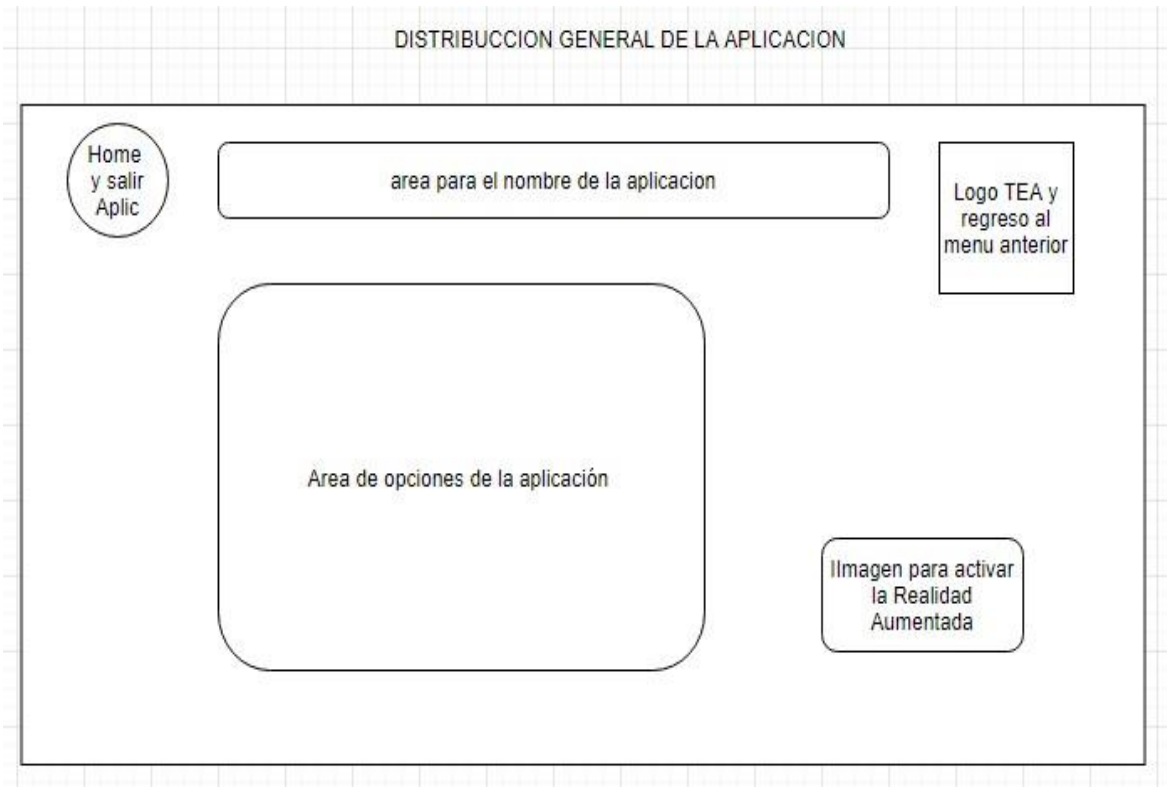 DISTRIBUCCION GENERAL DE LA APLICACION
Home
y salir
Aplic
area para el nombre de la aplicacion
Logo TEA y
regreso al
menu anterior
Area de opciones de la aplicación
IImagen para activar
la Realidad
Aumentada